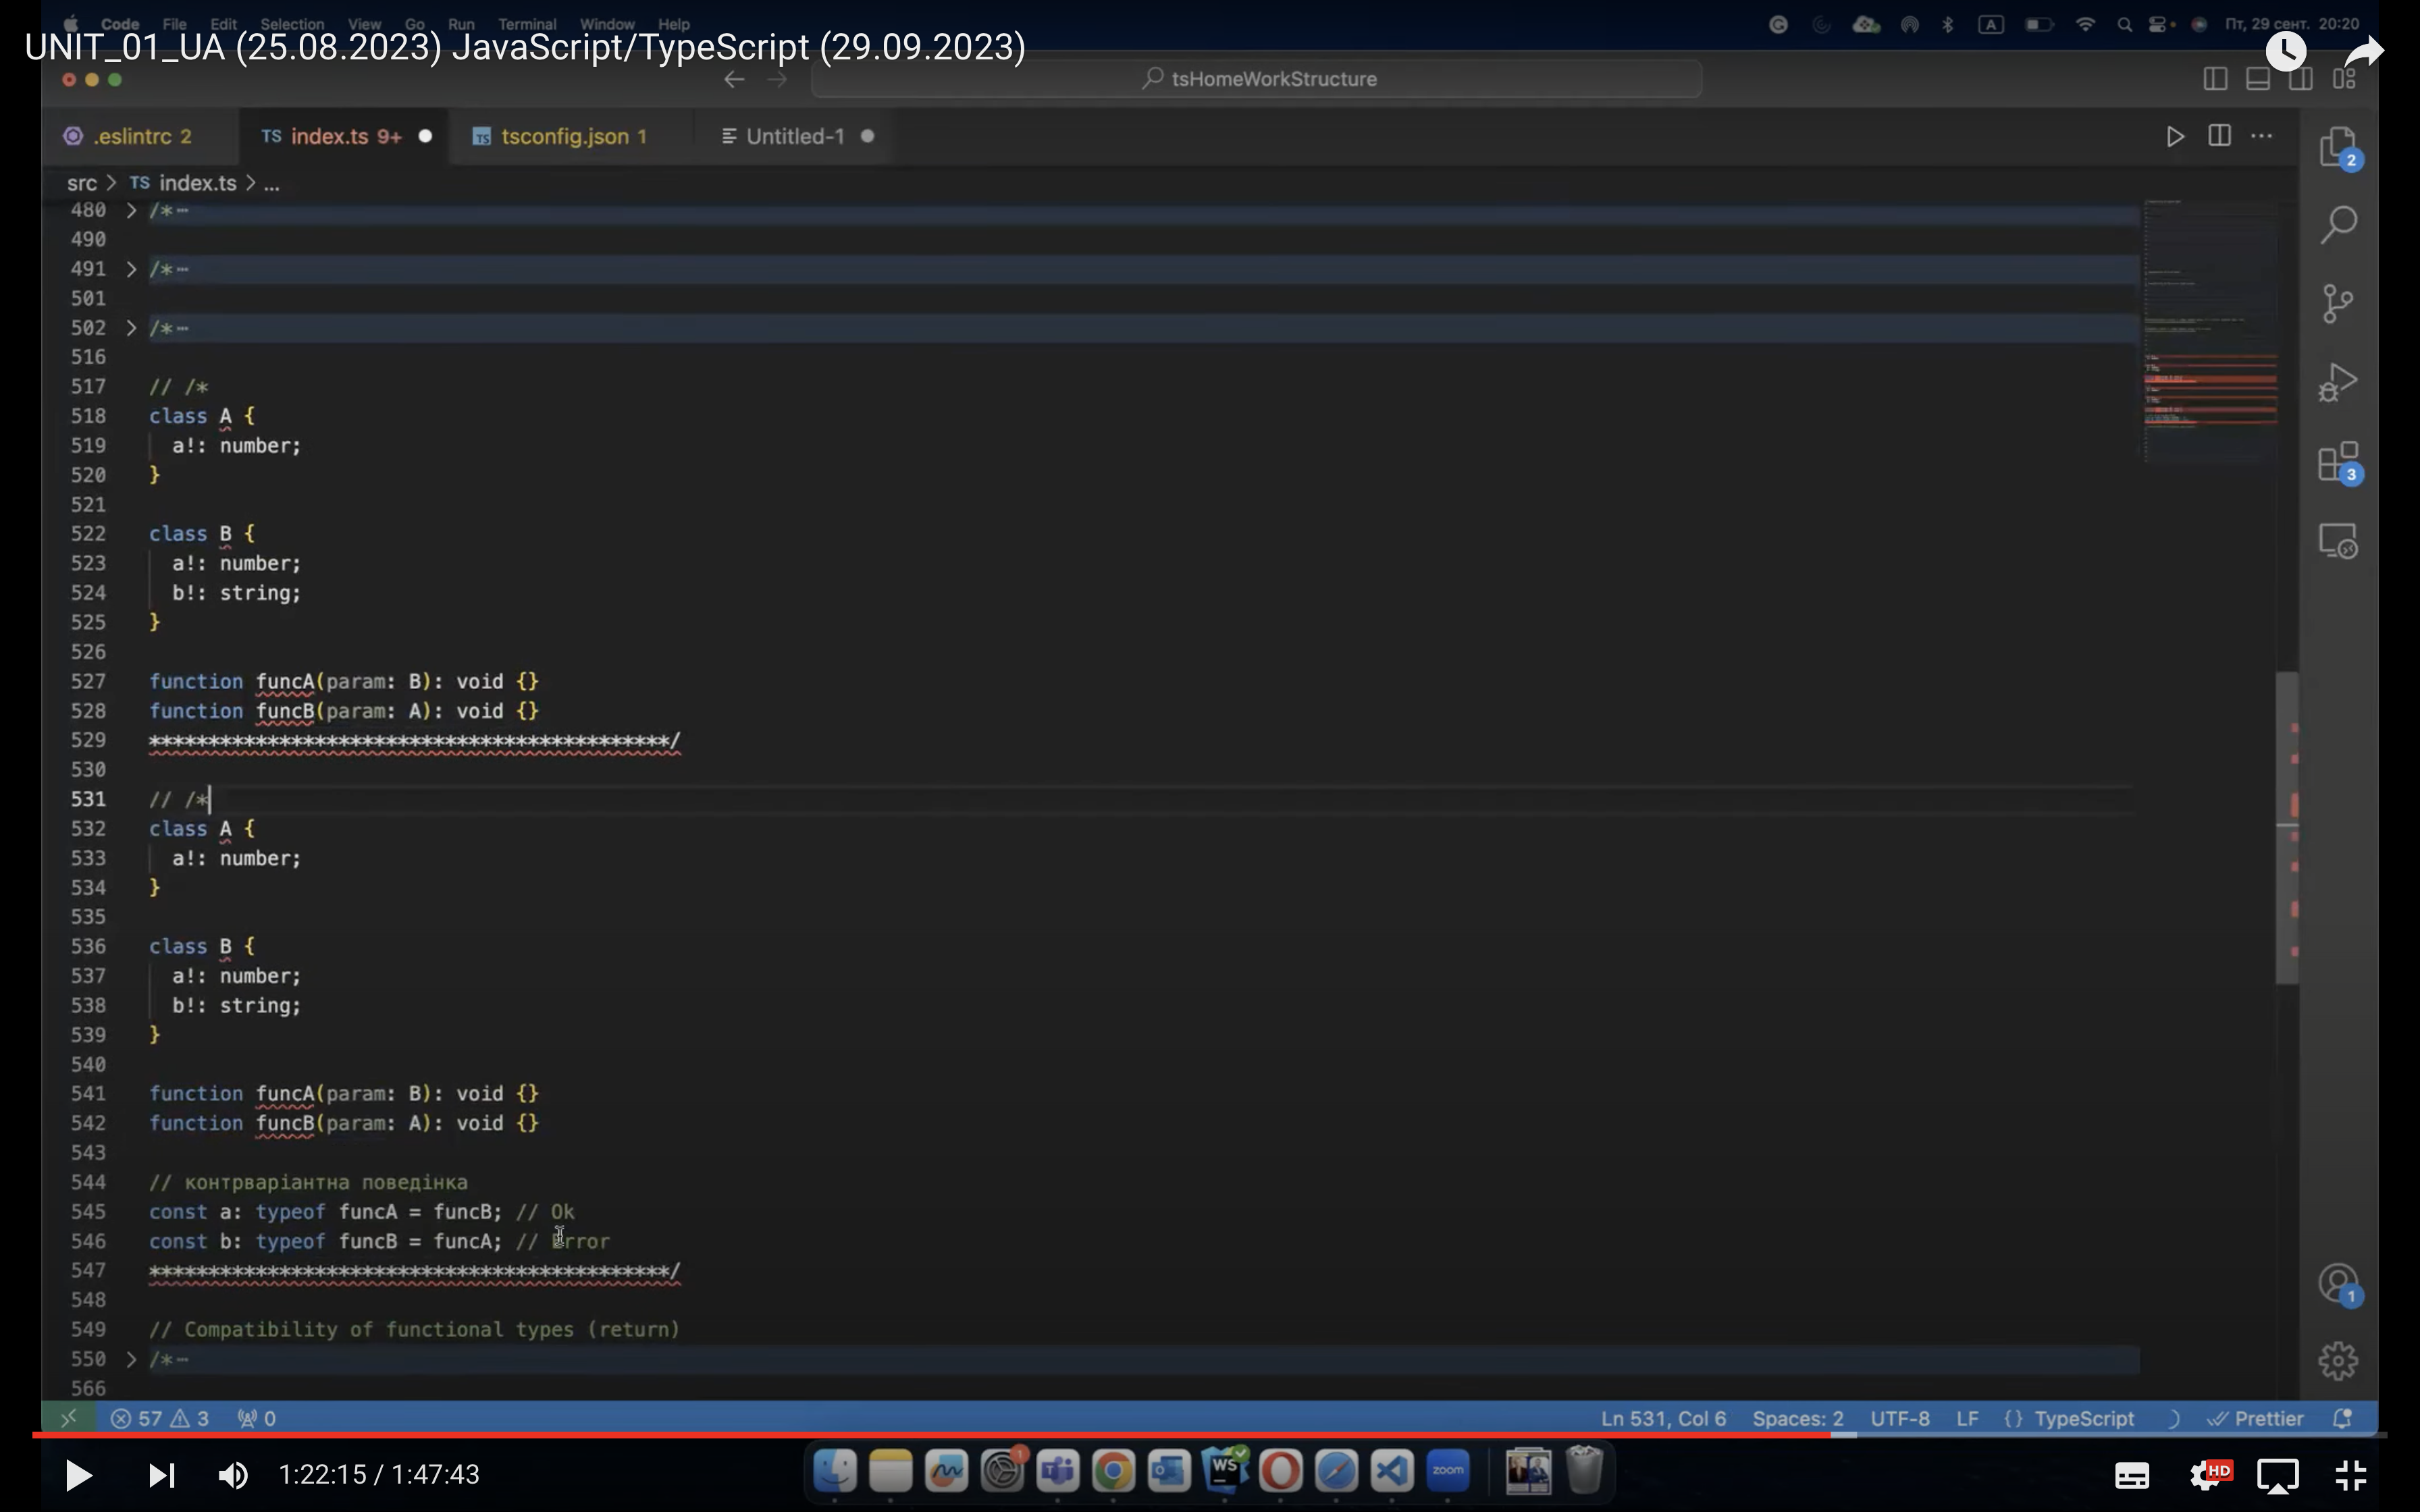 Code File Edit Selection View Go Run Terminal Window Help
A Пт, 29 сент. 20:20
UNIT_01_UA (25.08.2023) JavaScript/TypeScript (29.09.2023)
tsHomeWorkStructure
.eslintrc 2 TS index.ts 9+ TS tsconfig.json 1 Untitled-1
src > TS index.ts > ...
2
480 > /*⋯
490
491 > /*⋯
501
502 > /*⋯
516
517 // /*
518 class A {
519 a!: number;
520 }
3
521
522 class B {
523 a!: number;
524 b!: string;
525 }
526
527 function funcA(param: B): void {}
528 function funcB(param: A): void {}
529 ********************************************/
530
531 // /*
532 class A {
533 a!: number;
534 }
535
536 class B {
537 a!: number;
538 b!: string;
539 }
540
541 function funcA(param: B): void {}
542 function funcB(param: A): void {}
543
544 // контрваріантна поведінка
545 const a: typeof funcA = funcB; // Ok
546 const b: typeof funcB = funcA; // Error
547 ********************************************/
1
548
549 // Compatibility of functional types (return)
550 > /*⋯
566
57 3 0 Ln 531, Col 6 Spaces: 2 UTF-8 LF {} TypeScript Prettier
1:22:15 / 1:47:43 1 WS zoom HD